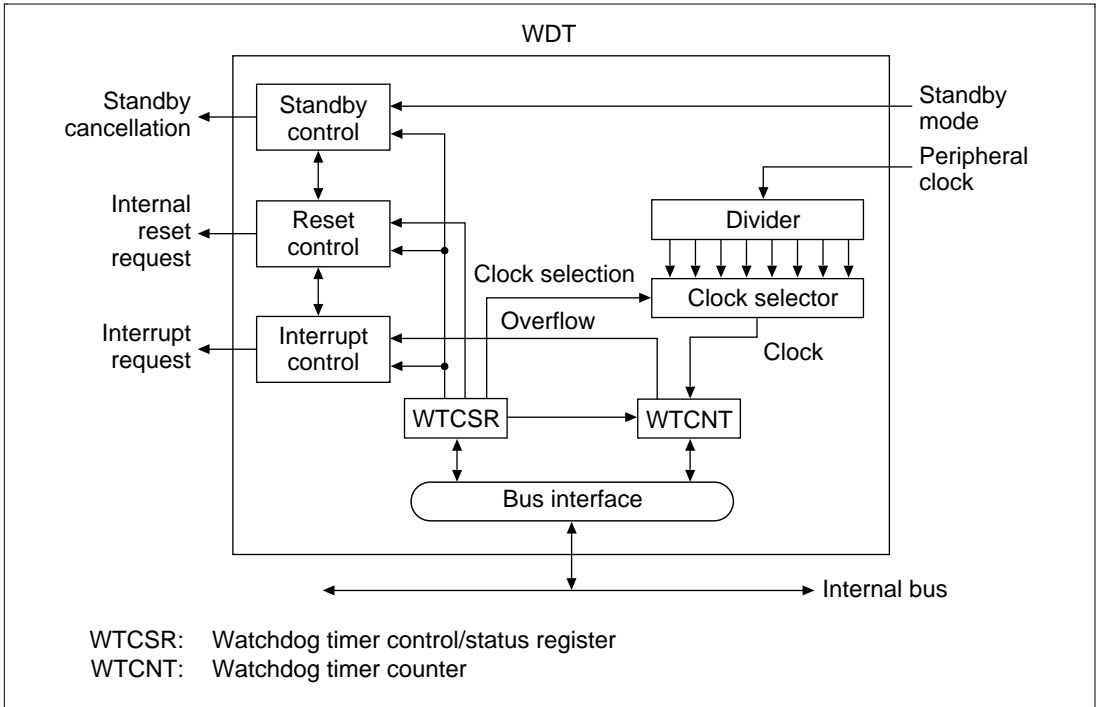 WDT
Standby
cancellation
Standby
control
Standby
mode
Peripheral
clock
Internal
reset
request
Reset
control
Divider
Clock selection
Clock selector
Overflow
Interrupt
request
Interrupt
control
Clock
WTCSR
WTCNT
Bus interface
Internal bus
WTCSR: Watchdog timer control/status register
WTCNT: Watchdog timer counter